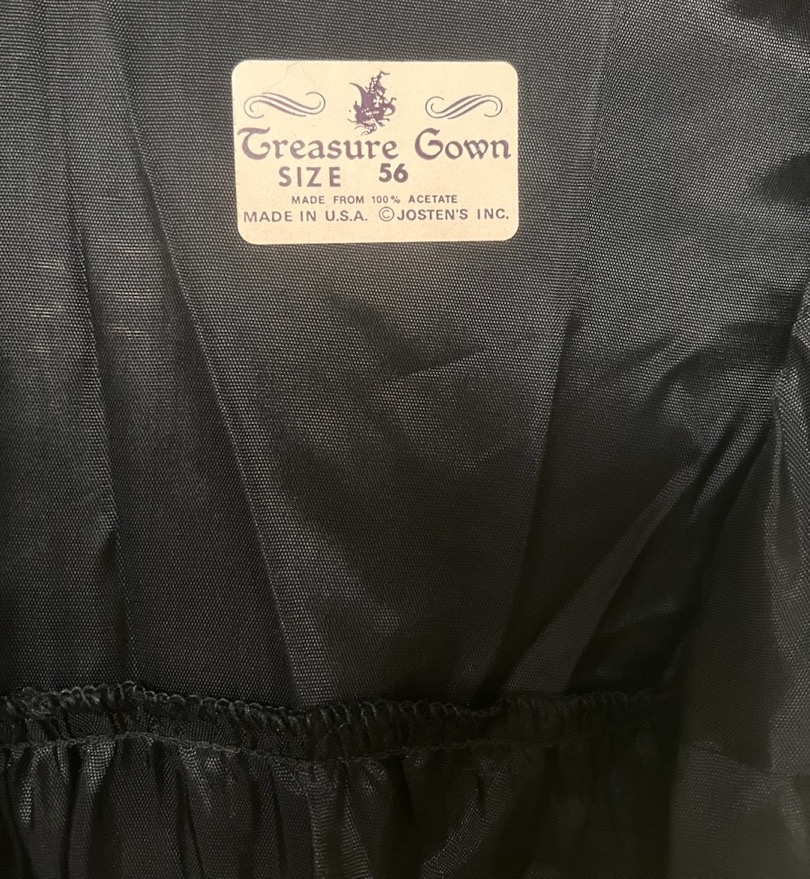 Treasure Gown
SIZE 56
MADE FROM 100% ACETATE
MADE IN U.S.A. ©JOSTEN'S INC.